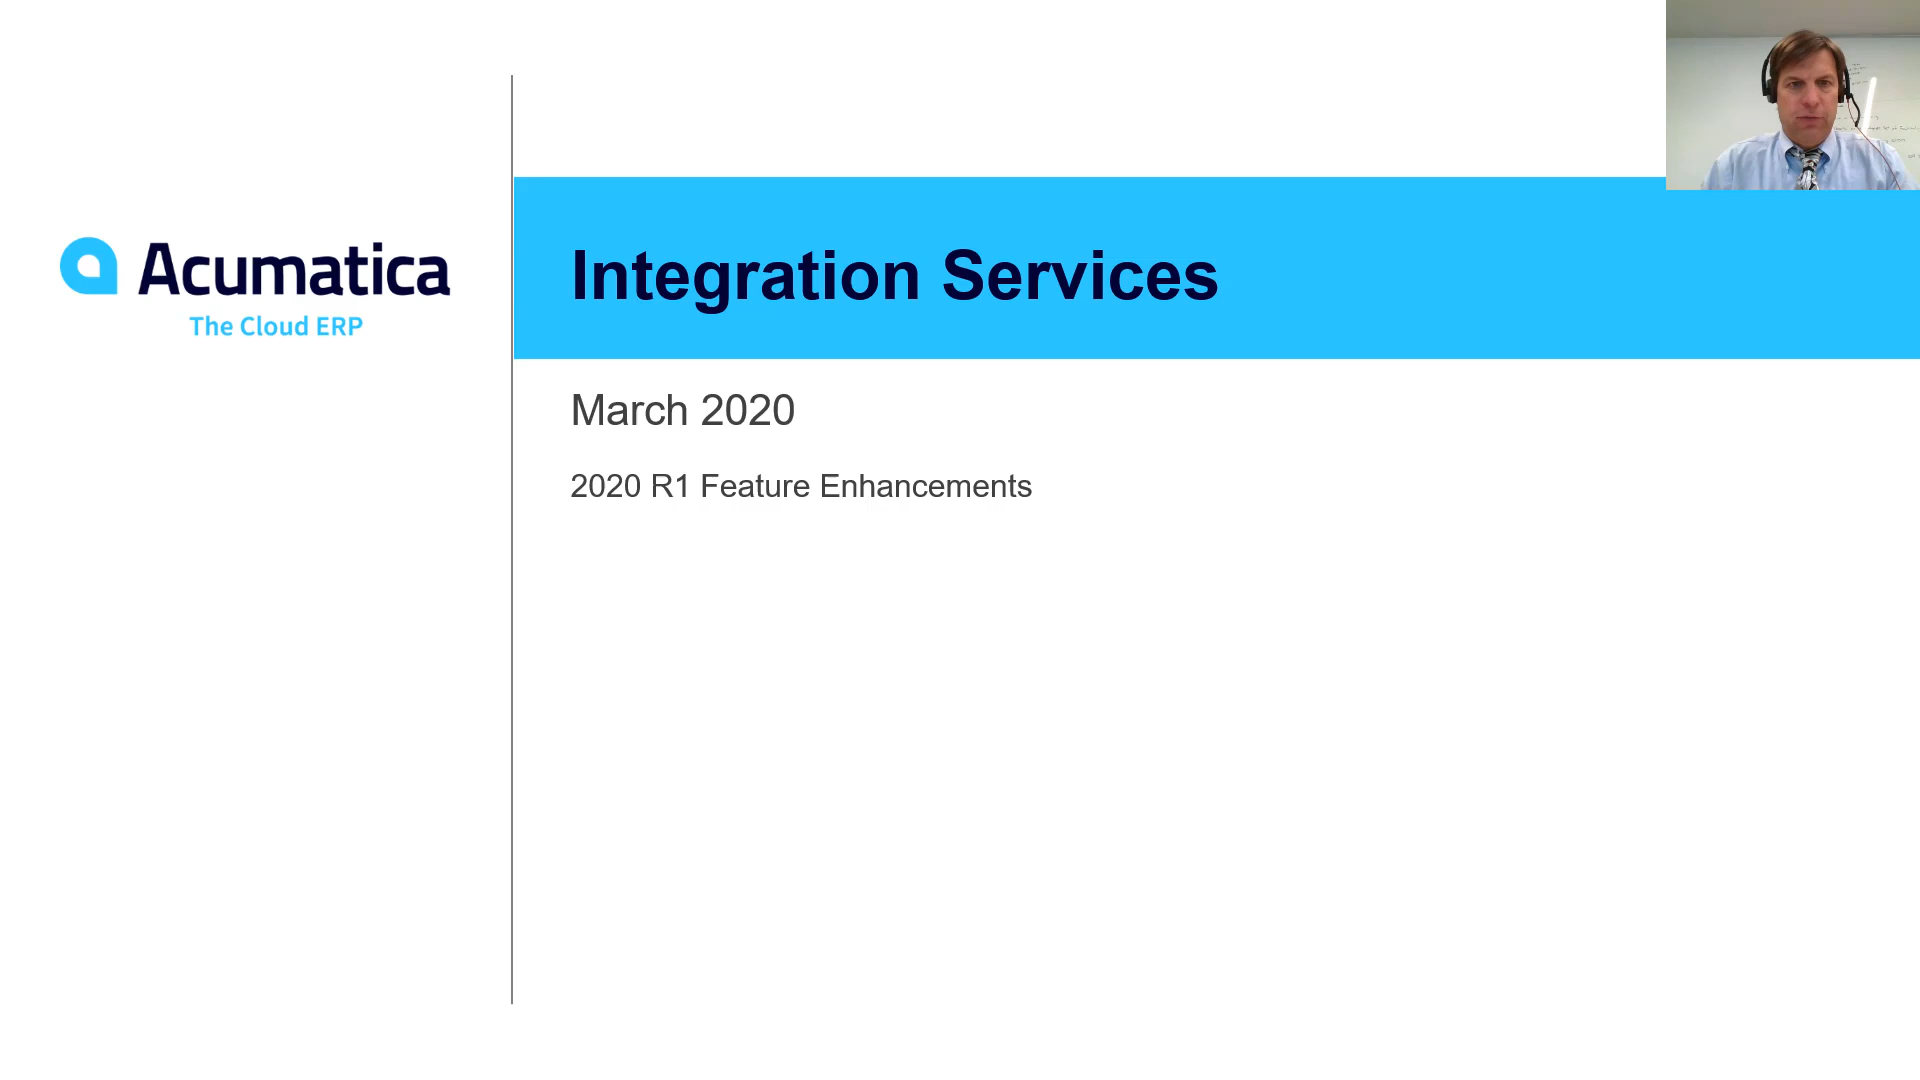 Acumatica
The Cloud ERP
Integration Services
March 2020
2020 R1 Feature Enhancements